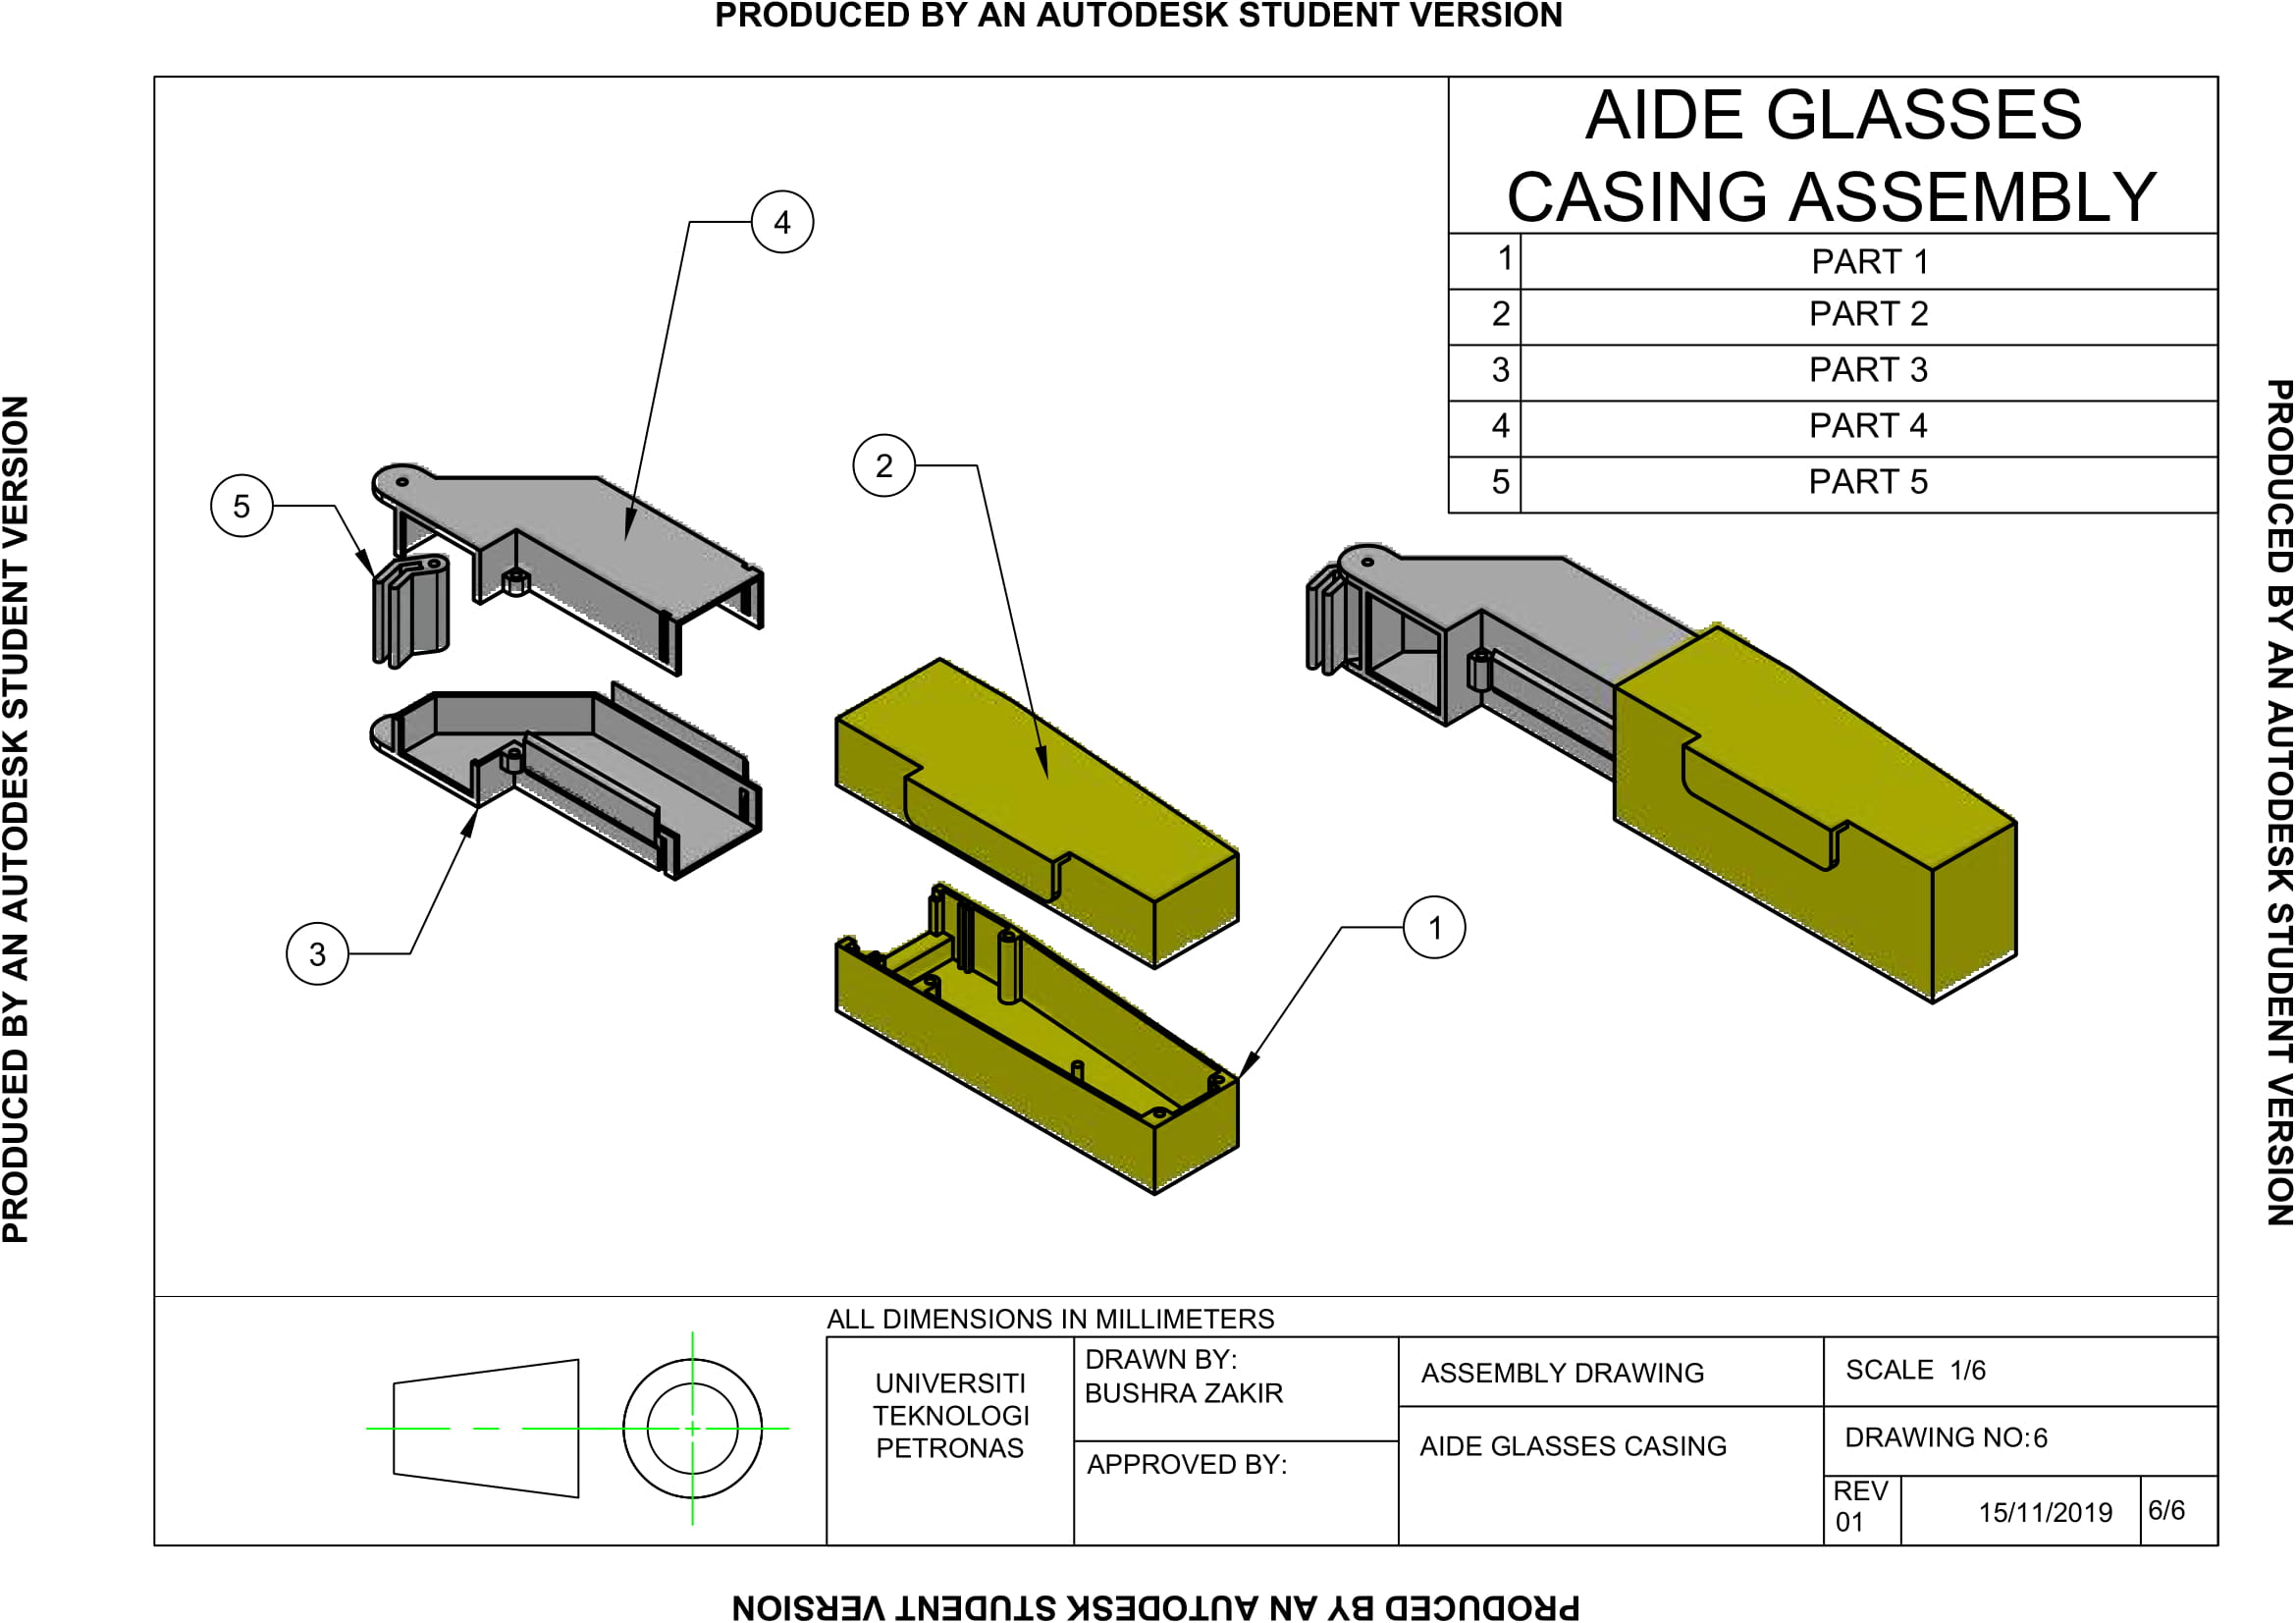 PRODUCED BY AN AUTODESK STUDENT VERSION
AIDE GLASSES
CASING ASSEMBLY
1 PART 1
2 PART 2
3 PART 3
4 PART 4
5 PART 5
4
2
5
3
1
PRODUCED BY AN AUTODESK STUDENT VERSION
PRODUCED BY AN AUTODESK STUDENT VERSION
ALL DIMENSIONS IN MILLIMETERS
UNIVERSITI
TEKNOLOGI
PETRONAS
DRAWN BY:
BUSHRA ZAKIR
APPROVED BY:
ASSEMBLY DRAWING
AIDE GLASSES CASING
SCALE 1/6
DRAWING NO:6
REV
01
15/11/2019
6/6
PRODUCED BY AN AUTODESK STUDENT VERSION